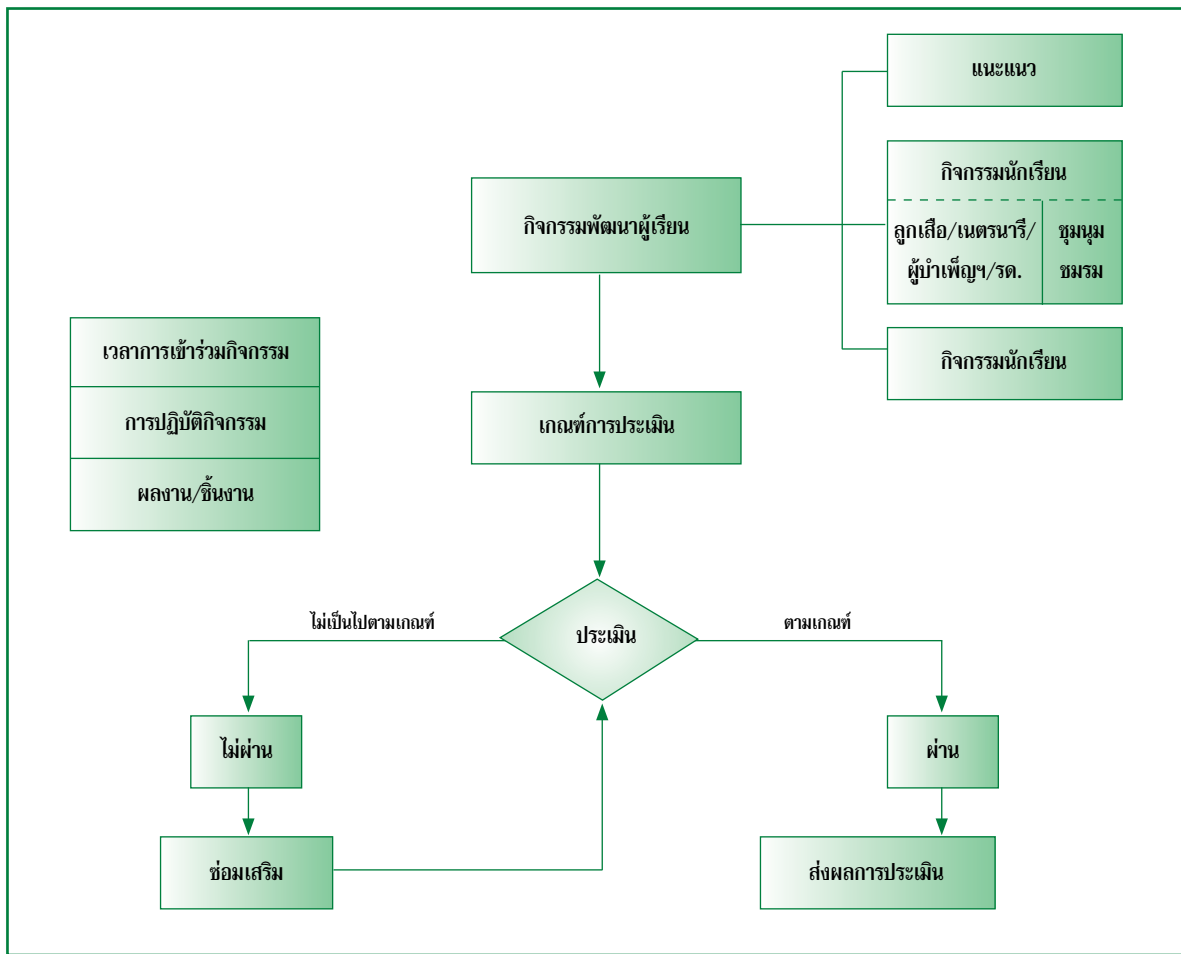 แนะแนว
กิจกรรมนักเรียน
กิจกรรมพัฒนาผู้เรียน
ลูกเสือ/เนตรนารี/
ผู้บำเพ็ญฯ/รด.
ชุมนุม
ชมรม
กิจกรรมนักเรียน
เวลาการเข้าร่วมกิจกรรม
การปฏิบัติกิจกรรม
ผลงาน/ชิ้นงาน
เกณฑ์การประเมิน
ไม่เป็นไปตามเกณฑ์
ประเมิน
ตามเกณฑ์
ไม่ผ่าน
ผ่าน
ซ่อมเสริม
ส่งผลการประเมิน